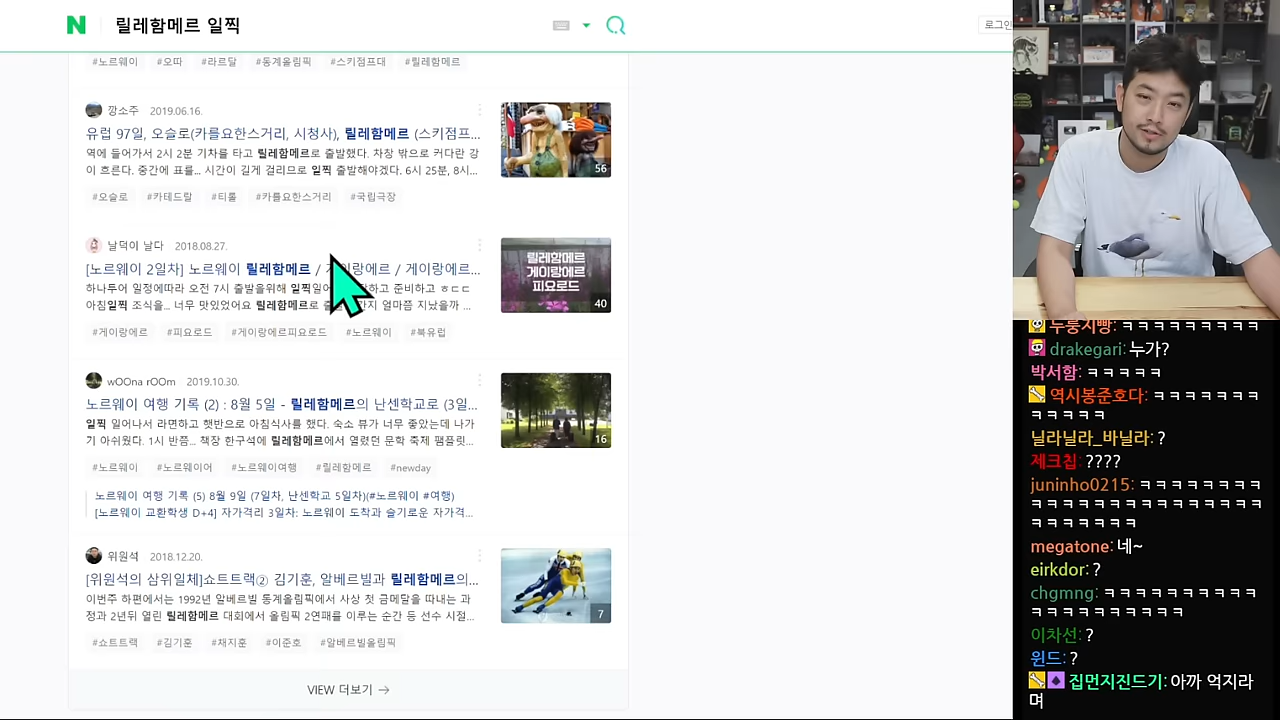 N 릴레함메르 일찍
로그인
#노르웨이 #오따 #라르달 #동계올림픽 #스키점프대 #릴레함메르
깡소주 2019.06.16.
유럽 97일, 오슬로(카를요한스거리, 시청사), 릴레함메르 (스키점프...
역에 들어가서 2시 2분 기차를 타고 릴레함메르로 출발했다. 차장 밖으로 커다란 강
이 흐른다. 중간에 표를... 시간이 길게 걸리므로 일찍 출발해야겠다. 6시 25분, 8시...
56
#오슬로 #카테드랄 #티롤 #카를요한스거리 #국립극장
날덕이 날다 2018.08.27.
[노르웨이 2일차] 노르웨이 릴레함메르 / 게이랑에르 / 게이랑에르...
하나투어 일정에따라 오전 7시 출발을위해 일찍일어 하고 준비하고 ㅎㄷㄷ
아침일찍 조식을... 너무 맛있었어요 릴레함메르로 까지 얼마쯤 지났을까 ...
릴레함메르
게이랑에르
피요로드
40
#게이랑에르 #피요로드 #게이랑에르피요로드 #노르웨이 #북유럽
wOOna rOOm 2019.10.30.
노르웨이 여행 기록 (2) : 8월 5일 - 릴레함메르의 난센학교로 (3일...
일찍 일어나서 라면하고 햇반으로 아침식사를 했다. 숙소 뷰가 너무 좋았는데 나가
기 아쉬웠다. 1시 반쯤... 책장 한구석에 릴레함메르에서 열렸던 문학 축제 팸플릿...
16
#노르웨이 #노르웨이어 #노르웨이여행 #릴레함메르 #newday
노르웨이 여행 기록 (5) 8월 9일 (7일차, 난센학교 5일차)(#노르웨이 #여행)
[노르웨이 교환학생 D+4] 자가격리 3일차: 노르웨이 도착과 슬기로운 자가격...
위원석 2018.12.20.
[위원석의 삼위일체]쇼트트랙② 김기훈, 알베르빌과 릴레함메르의...
이번주 하편에서는 1992년 알베르빌 동계올림픽에서 사상 첫 금메달을 따내는 과
정과 2년뒤 열린 릴레함메르 대회에서 올림픽 2연패를 이루는 순간 등 선수 시절...
7
#쇼트트랙 #김기훈 #채지훈 #이준호 #알베르빌올림픽
VIEW 더보기 →
누룽지빵: ㅋㅋㅋㅋㅋㅋㅋㅋㅋ
drakegari: 누가?
박서함: ㅋㅋㅋㅋㅋ
역시봉준호다: ㅋㅋㅋㅋㅋㅋㅋ
ㅋㅋㅋㅋㅋ
닐라닐라_바닐라: ?
제크칩: ????
juninho0215: ㅋㅋㅋㅋㅋㅋㅋㅋ
ㅋㅋㅋㅋㅋㅋㅋㅋㅋㅋㅋㅋㅋㅋㅋ
ㅋㅋㅋㅋㅋㅋㅋ
megatone: 네~
eirkdor: ?
chgmng: ㅋㅋㅋㅋㅋㅋㅋㅋㅋㅋ
ㅋㅋㅋㅋㅋㅋㅋㅋㅋㅋ
이차선: ?
윈드: ?
집먼지진드기: 아까 억지라
며